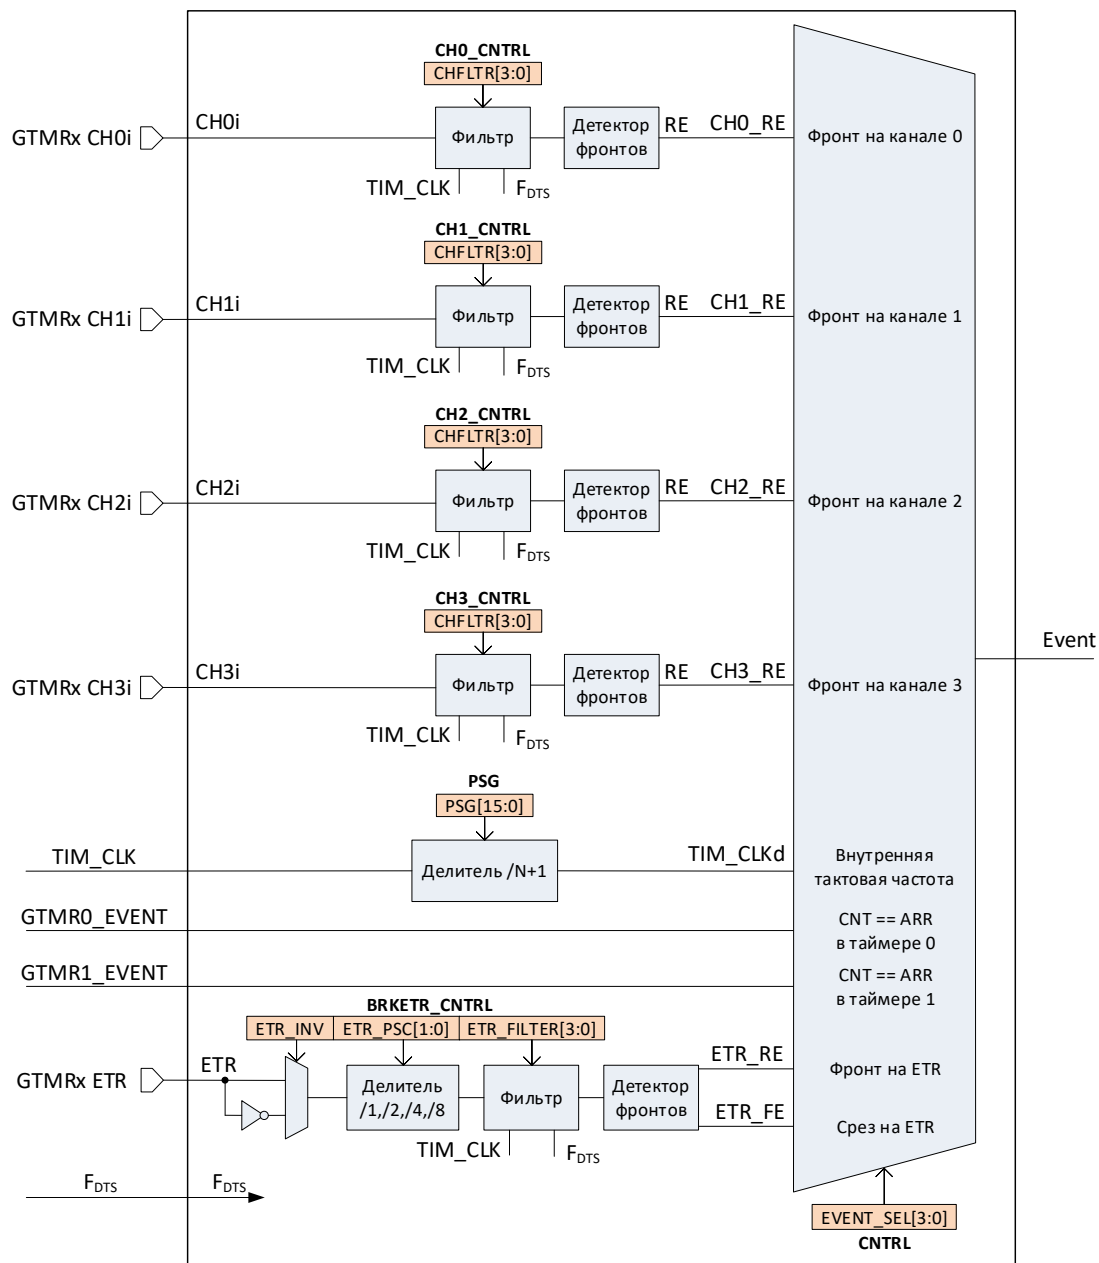 CH0_CNTRL
CHFLTR[3:0]
GTMRx CH0i
CH0i
Фильтр
Детектор
фронтов
RE
CH0_RE
Фронт на канале 0
TIM_CLK
FDTS
CH1_CNTRL
CHFLTR[3:0]
GTMRx CH1i
CH1i
Фильтр
Детектор
фронтов
RE
CH1_RE
Фронт на канале 1
TIM_CLK
FDTS
CH2_CNTRL
CHFLTR[3:0]
GTMRx CH2i
CH2i
Фильтр
Детектор
фронтов
RE
CH2_RE
Фронт на канале 2
TIM_CLK
FDTS
CH3_CNTRL
CHFLTR[3:0]
GTMRx CH3i
CH3i
Фильтр
Детектор
фронтов
RE
CH3_RE
Фронт на канале 3
Event
TIM_CLK
FDTS
PSG
PSG[15:0]
TIM_CLK
Делитель /N+1
TIM_CLKd
Внутренняя
тактовая частота
GTMR0_EVENT
CNT == ARR
в таймере 0
GTMR1_EVENT
CNT == ARR
в таймере 1
BRKETR_CNTRL
ETR_INV
ETR_PSC[1:0]
ETR_FILTER[3:0]
GTMRx ETR
ETR
Делитель
/1,/2,/4,/8
Фильтр
Детектор
фронтов
ETR_RE
Фронт на ETR
ETR_FE
Срез на ETR
TIM_CLK
FDTS
FDTS
FDTS
EVENT_SEL[3:0]
CNTRL